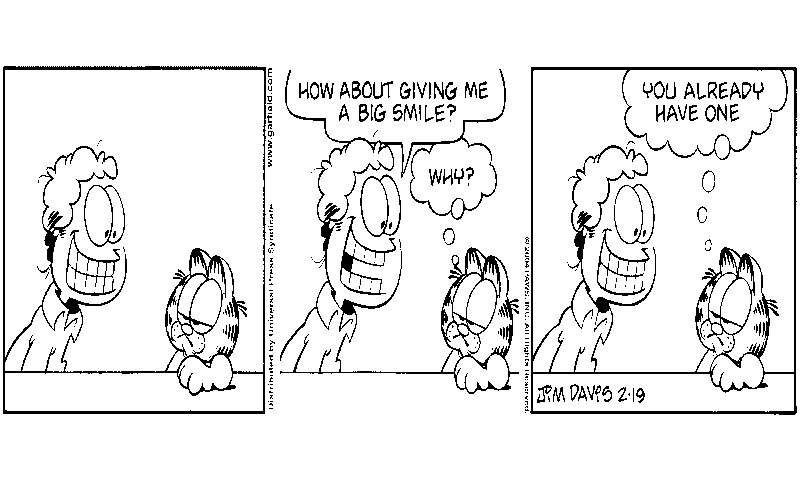 HOW ABOUT GIVING ME
A BIG SMILE?
WHY?
YOU ALREADY
HAVE ONE
www.garfield.com
Distributed by Universal Press Syndicate
JIM DAVIS 2·19